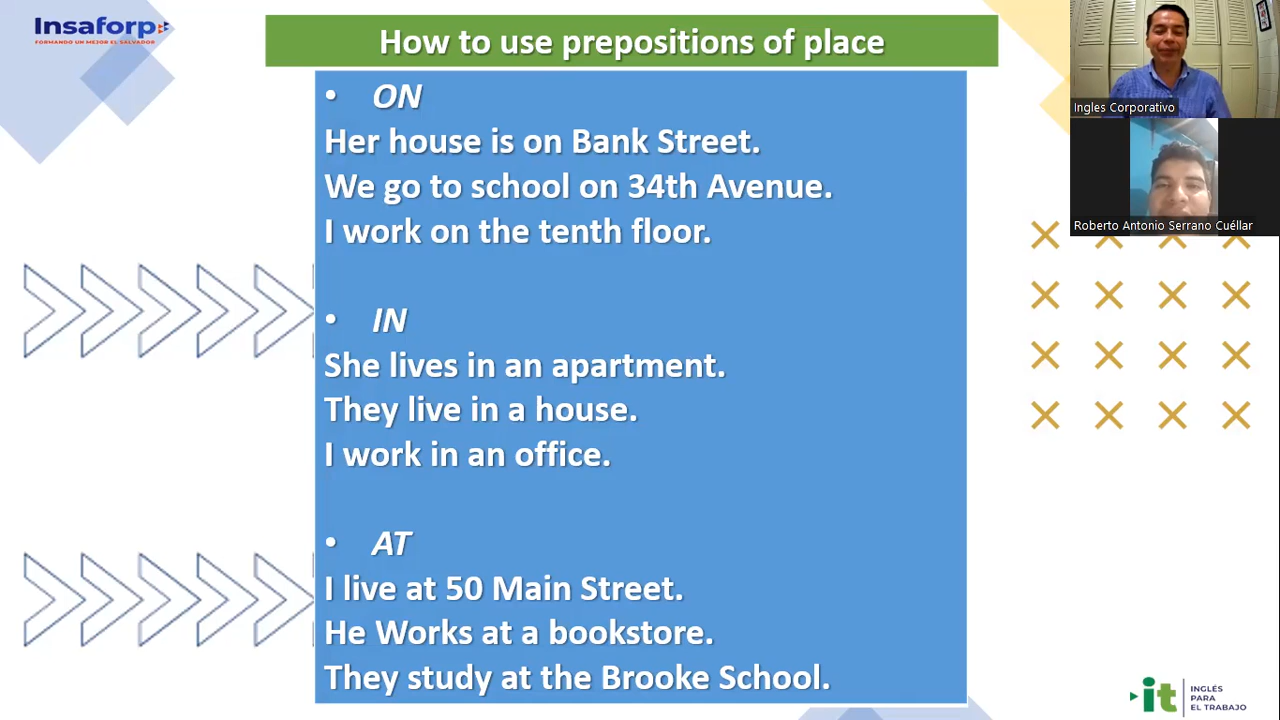 Insaforp
FORMANDO UN MEJOR EL SALVADOR
How to use prepositions of place
• ON
Her house is on Bank Street.
We go to school on 34th Avenue.
I work on the tenth floor.
• IN
She lives in an apartment.
They live in a house.
I work in an office.
• AT
I live at 50 Main Street.
He Works at a bookstore.
They study at the Brooke School.
Ingles Corporativo
Roberto Antonio Serrano Cuéllar
it
INGLÉS
PARA
EL TRABAJO